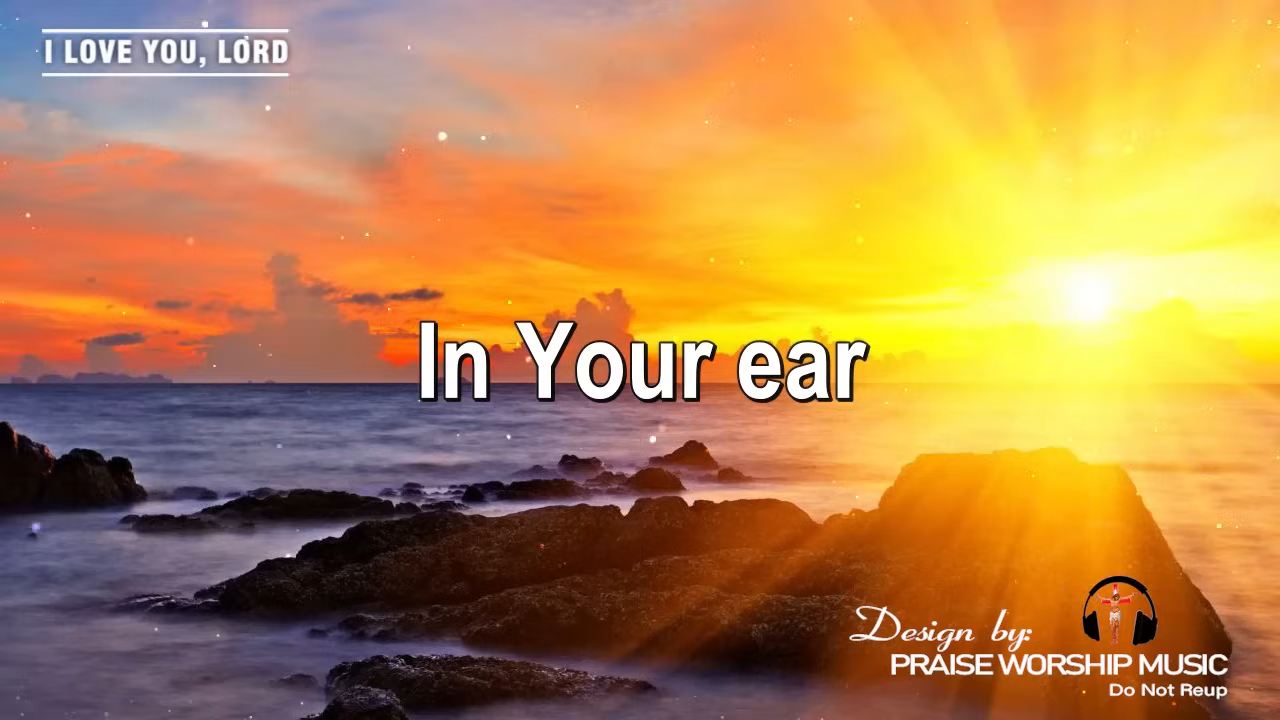 I LOVE YOU, LORD
In Your ear
Design by:
PRAISE WORSHIP MUSIC
Do Not Reup